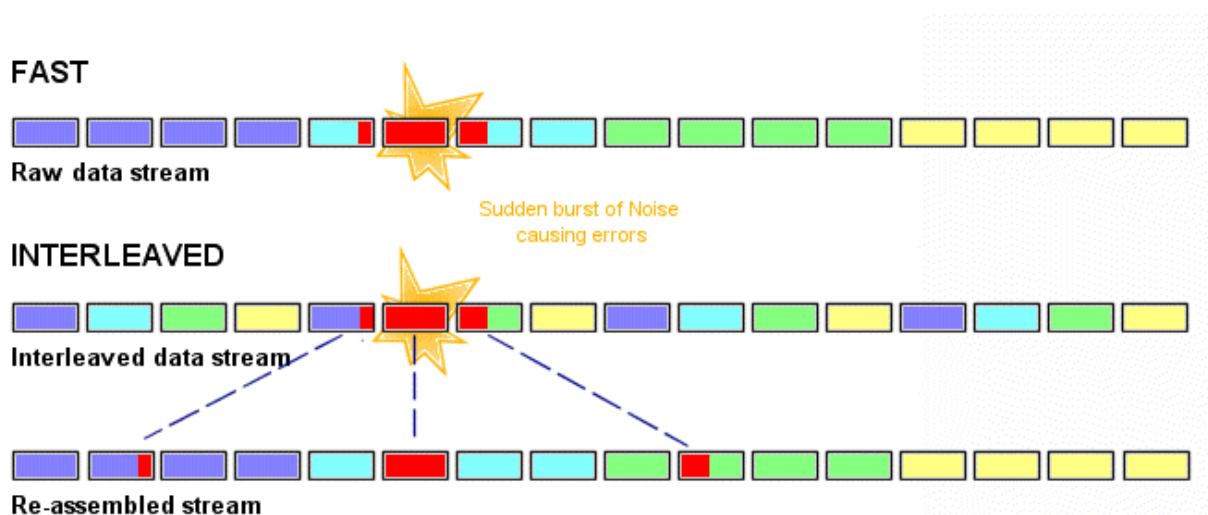 FAST
Raw data stream
Sudden burst of Noise
causing errors
INTERLEAVED
Interleaved data stream
Re-assembled stream